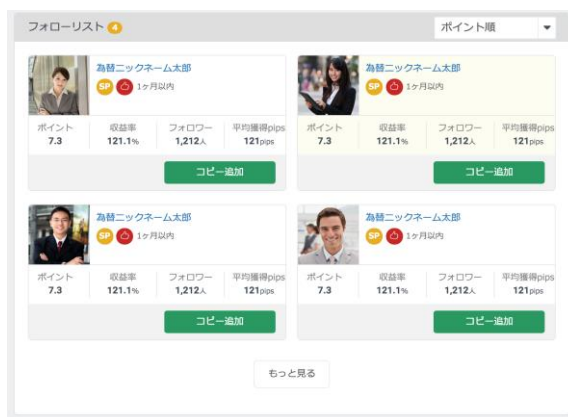 フォローリスト 4
ポイント順
為替ニックネーム太郎
SP 1ヶ月以内
ポイント 収益率 フォロワー 平均獲得pips
7.3 121.1% 1,212人 121pips
コピー追加
為替ニックネーム太郎
SP 1ヶ月以内
ポイント 収益率 フォロワー 平均獲得pips
7.3 121.1% 1,212人 121pips
コピー追加
為替ニックネーム太郎
SP 1ヶ月以内
ポイント 収益率 フォロワー 平均獲得pips
7.3 121.1% 1,212人 121pips
コピー追加
為替ニックネーム太郎
SP 1ヶ月以内
ポイント 収益率 フォロワー 平均獲得pips
7.3 121.1% 1,212人 121pips
コピー追加
もっと見る